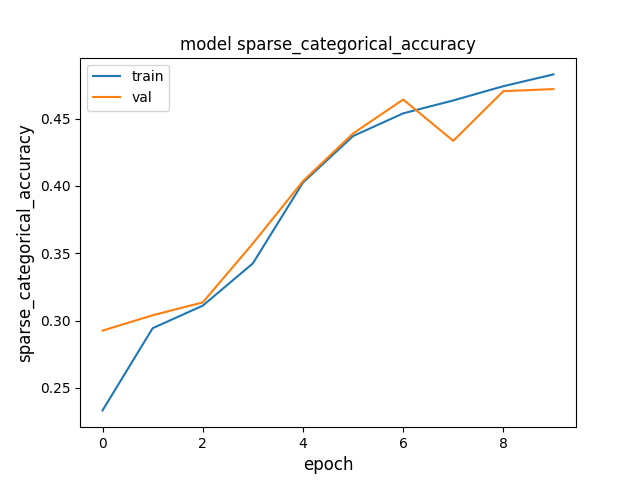 model sparse_categorical_accuracy
train
val
sparse_categorical_accuracy
0.45
0.40
0.35
0.30
0.25
0 2 4 6 8
epoch